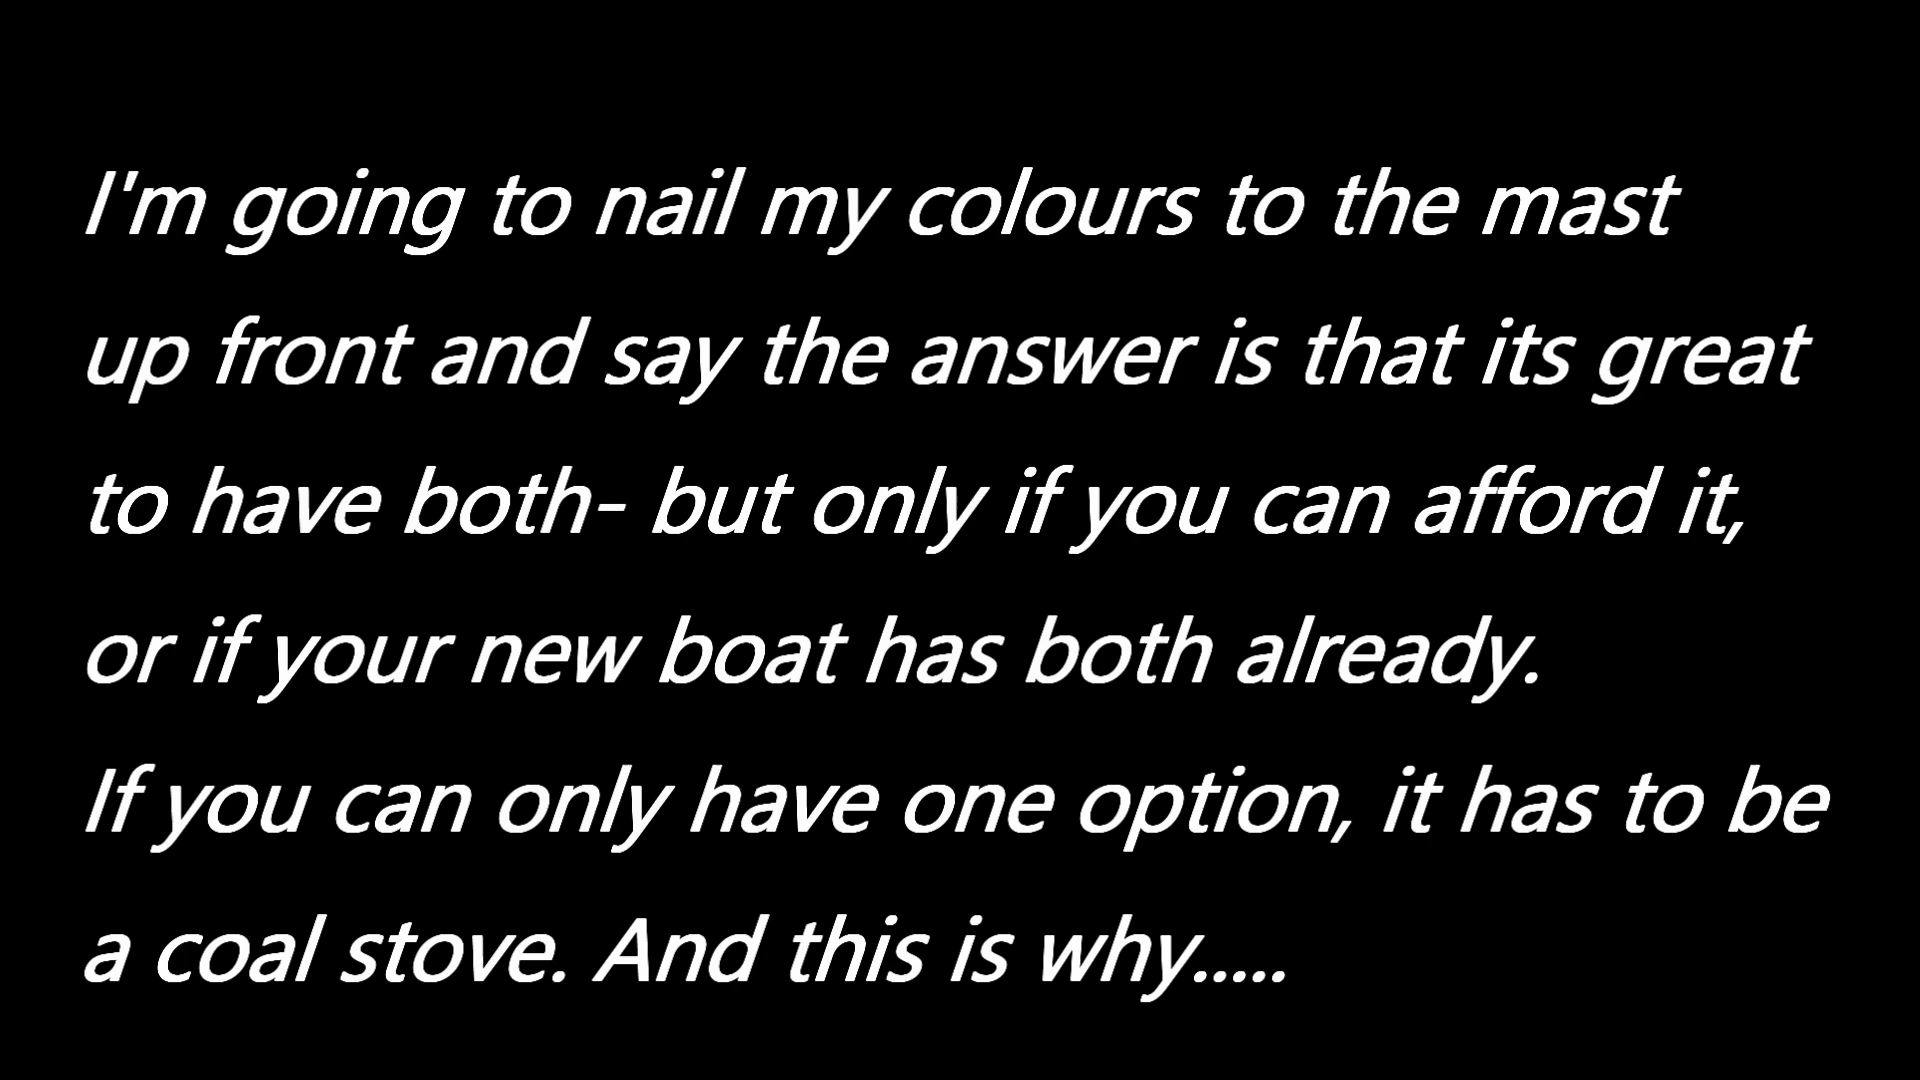 I'm going to nail my colours to the mast
up front and say the answer is that its great
to have both- but only if you can afford it,
or if your new boat has both already.
If you can only have one option, it has to be
a coal stove. And this is why.....